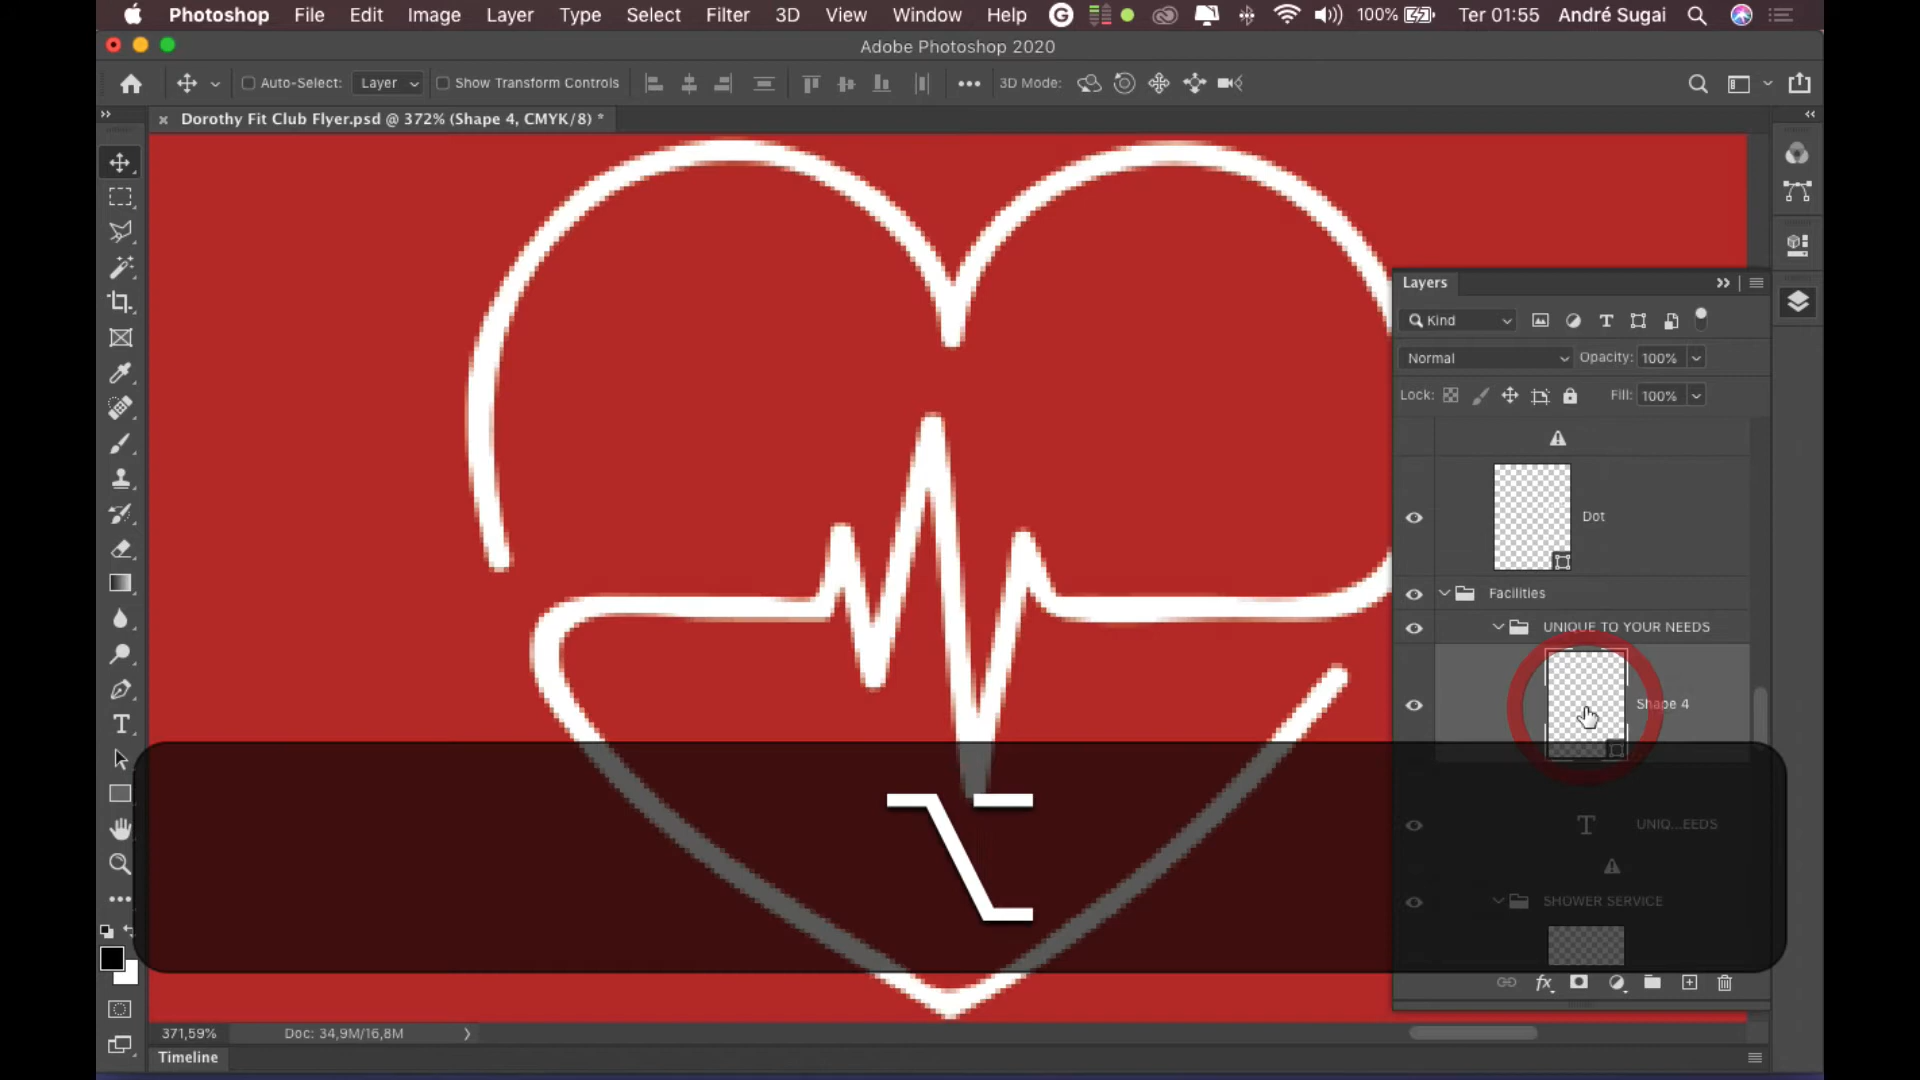 Photoshop File Edit Image Layer Type Select Filter 3D View Window Help 100% Ter 01:55 André Sugai
Adobe Photoshop 2020
Auto-Select: Layer Show Transform Controls 3D Mode:
Dorothy Fit Club Flyer.psd @ 372% (Shape 4, CMYK/8) *
Layers
Kind
Normal Opacity: 100%
Lock: Fill: 100%
Dot
Facilities
UNIQUE TO YOUR NEEDS
Shape 4
UNIQ...EEDS
SHOWER SERVICE
371,59% Doc: 34,9M/16,8M
Timeline